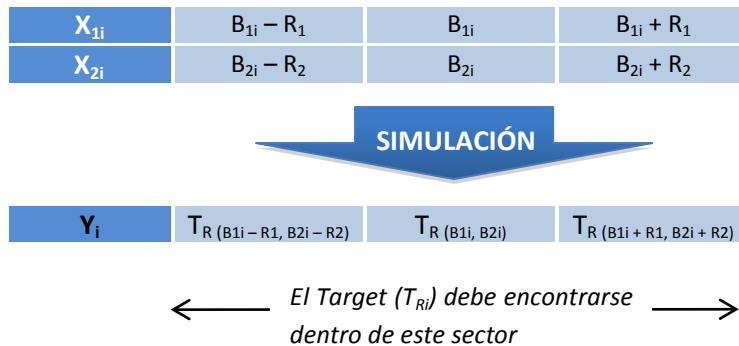 X1i B1i – R1 B1i B1i + R1
X2i B2i – R2 B2i B2i + R2
SIMULACIÓN
Yi TR (B1i – R1, B2i – R2) TR (B1i, B2i) TR (B1i + R1, B2i + R2)
El Target (TRi) debe encontrarse
dentro de este sector